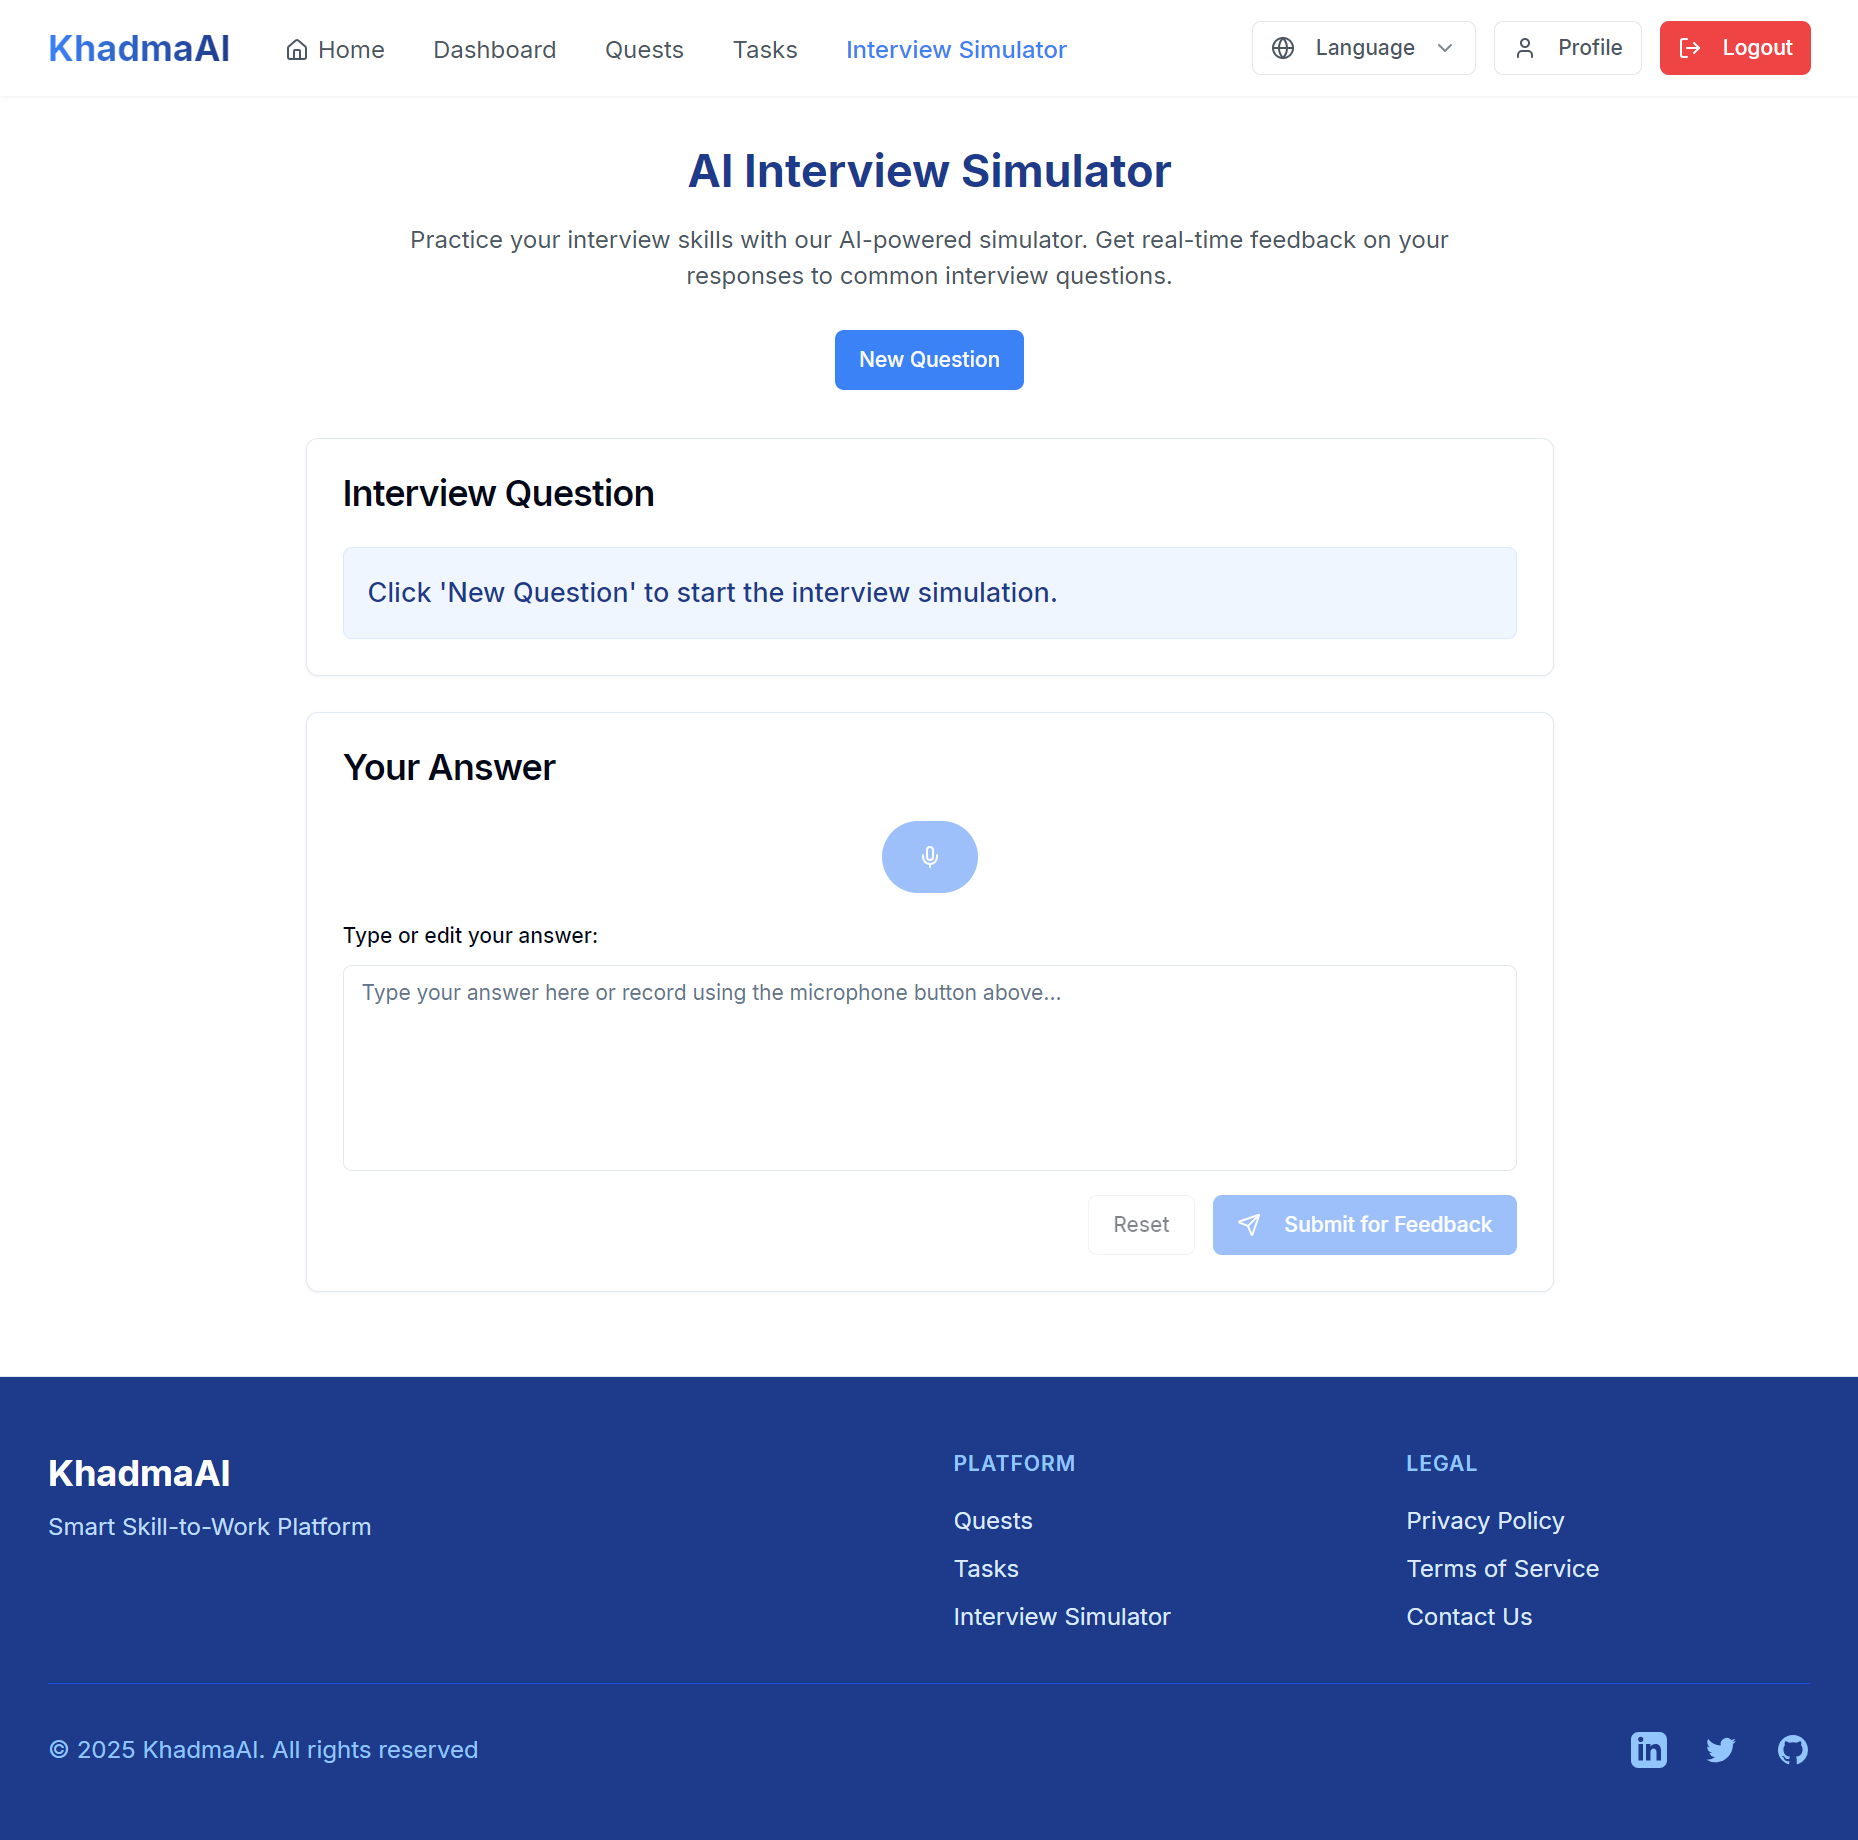 KhadmaAI
Home
Dashboard
Quests
Tasks
Interview Simulator
Language
Profile
Logout
AI Interview Simulator
Practice your interview skills with our AI-powered simulator. Get real-time feedback on your
responses to common interview questions.
New Question
Interview Question
Click 'New Question' to start the interview simulation.
Your Answer
Type or edit your answer:
Type your answer here or record using the microphone button above...
Reset
Submit for Feedback
KhadmaAI
Smart Skill-to-Work Platform
PLATFORM
Quests
Tasks
Interview Simulator
LEGAL
Privacy Policy
Terms of Service
Contact Us
© 2025 KhadmaAI. All rights reserved
in